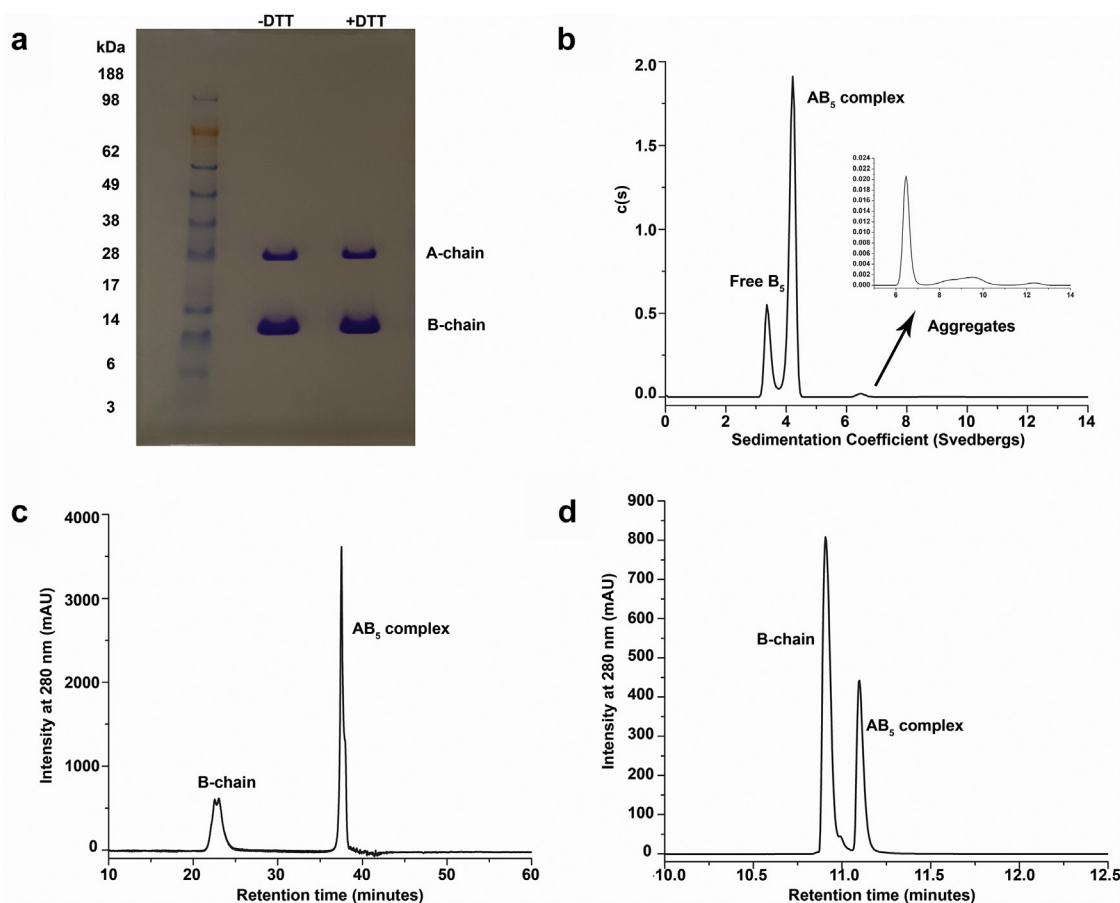 a
-DTT +DTT
kDa
188
98
62
49
38
28
17
14
6
3
A-chain
B-chain
b
2.0
1.5
1.0
0.5
0.0
c(s)
AB₅ complex
Free B₅
Aggregates
0.024
0.022
0.020
0.018
0.016
0.014
0.012
0.010
0.008
0.006
0.004
0.002
0.000
6 8 10 12 14
0 2 4 6 8 10 12 14
Sedimentation Coefficient (Svedbergs)
c
4000
3000
2000
1000
0
Intensity at 280 nm (mAU)
AB₅ complex
B-chain
10 20 30 40 50 60
Retention time (minutes)
d
900
800
700
600
500
400
300
200
100
0
Intensity at 280 nm (mAU)
B-chain
AB₅ complex
10.0 10.5 11.0 11.5 12.0 12.5
Retention time (minutes)